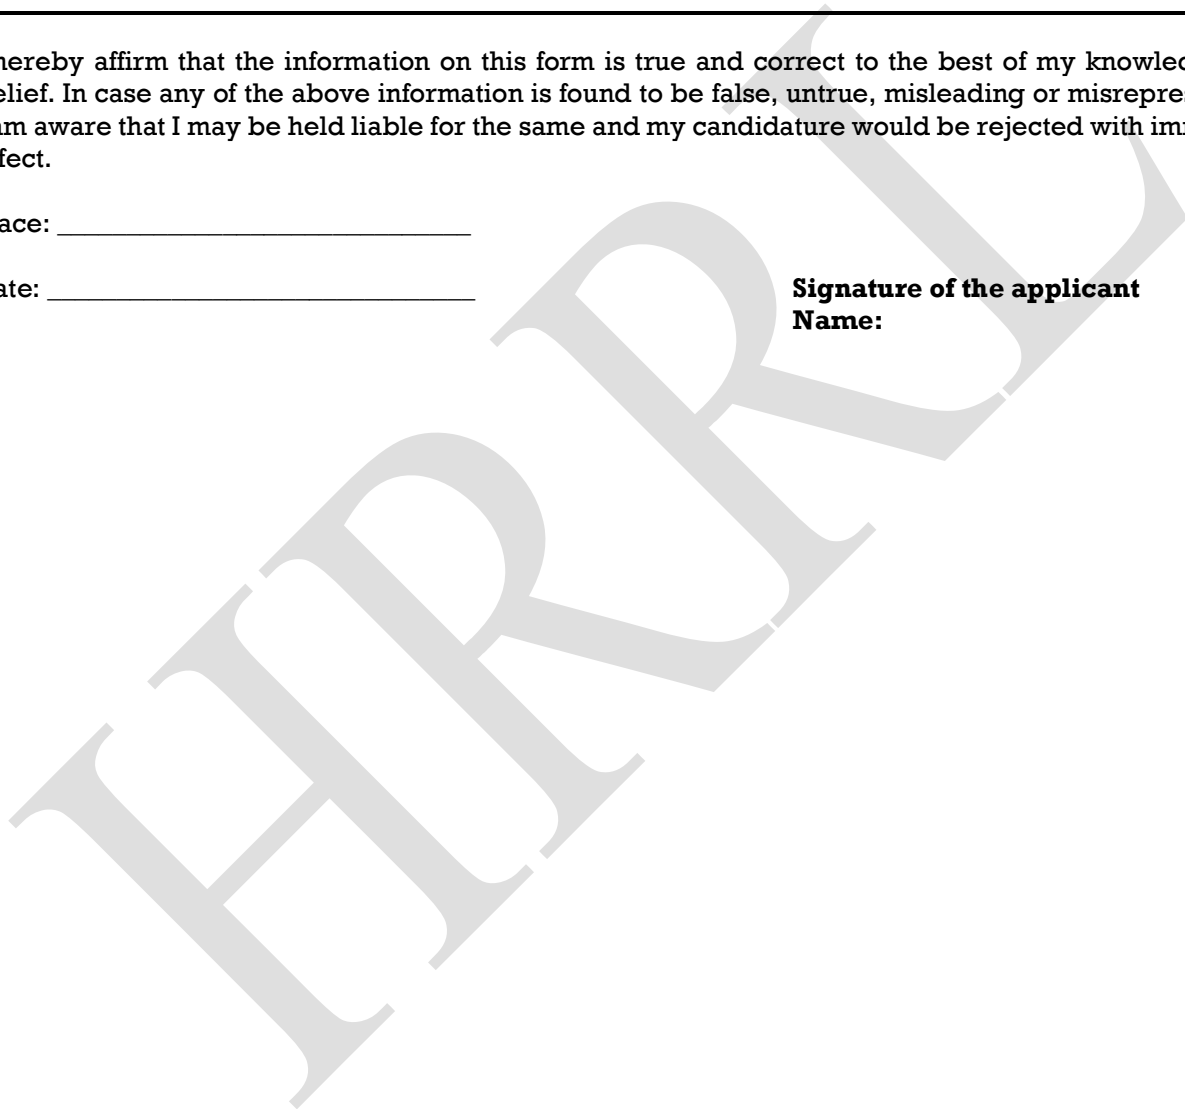 hereby affirm that the information on this form is true and correct to the best of my knowled
elief. In case any of the above information is found to be false, untrue, misleading or misrepres
am aware that I may be held liable for the same and my candidature would be rejected with imm
fect.
ace: ______________________________
ate: _______________________________
Signature of the applicant
Name:
HRRL